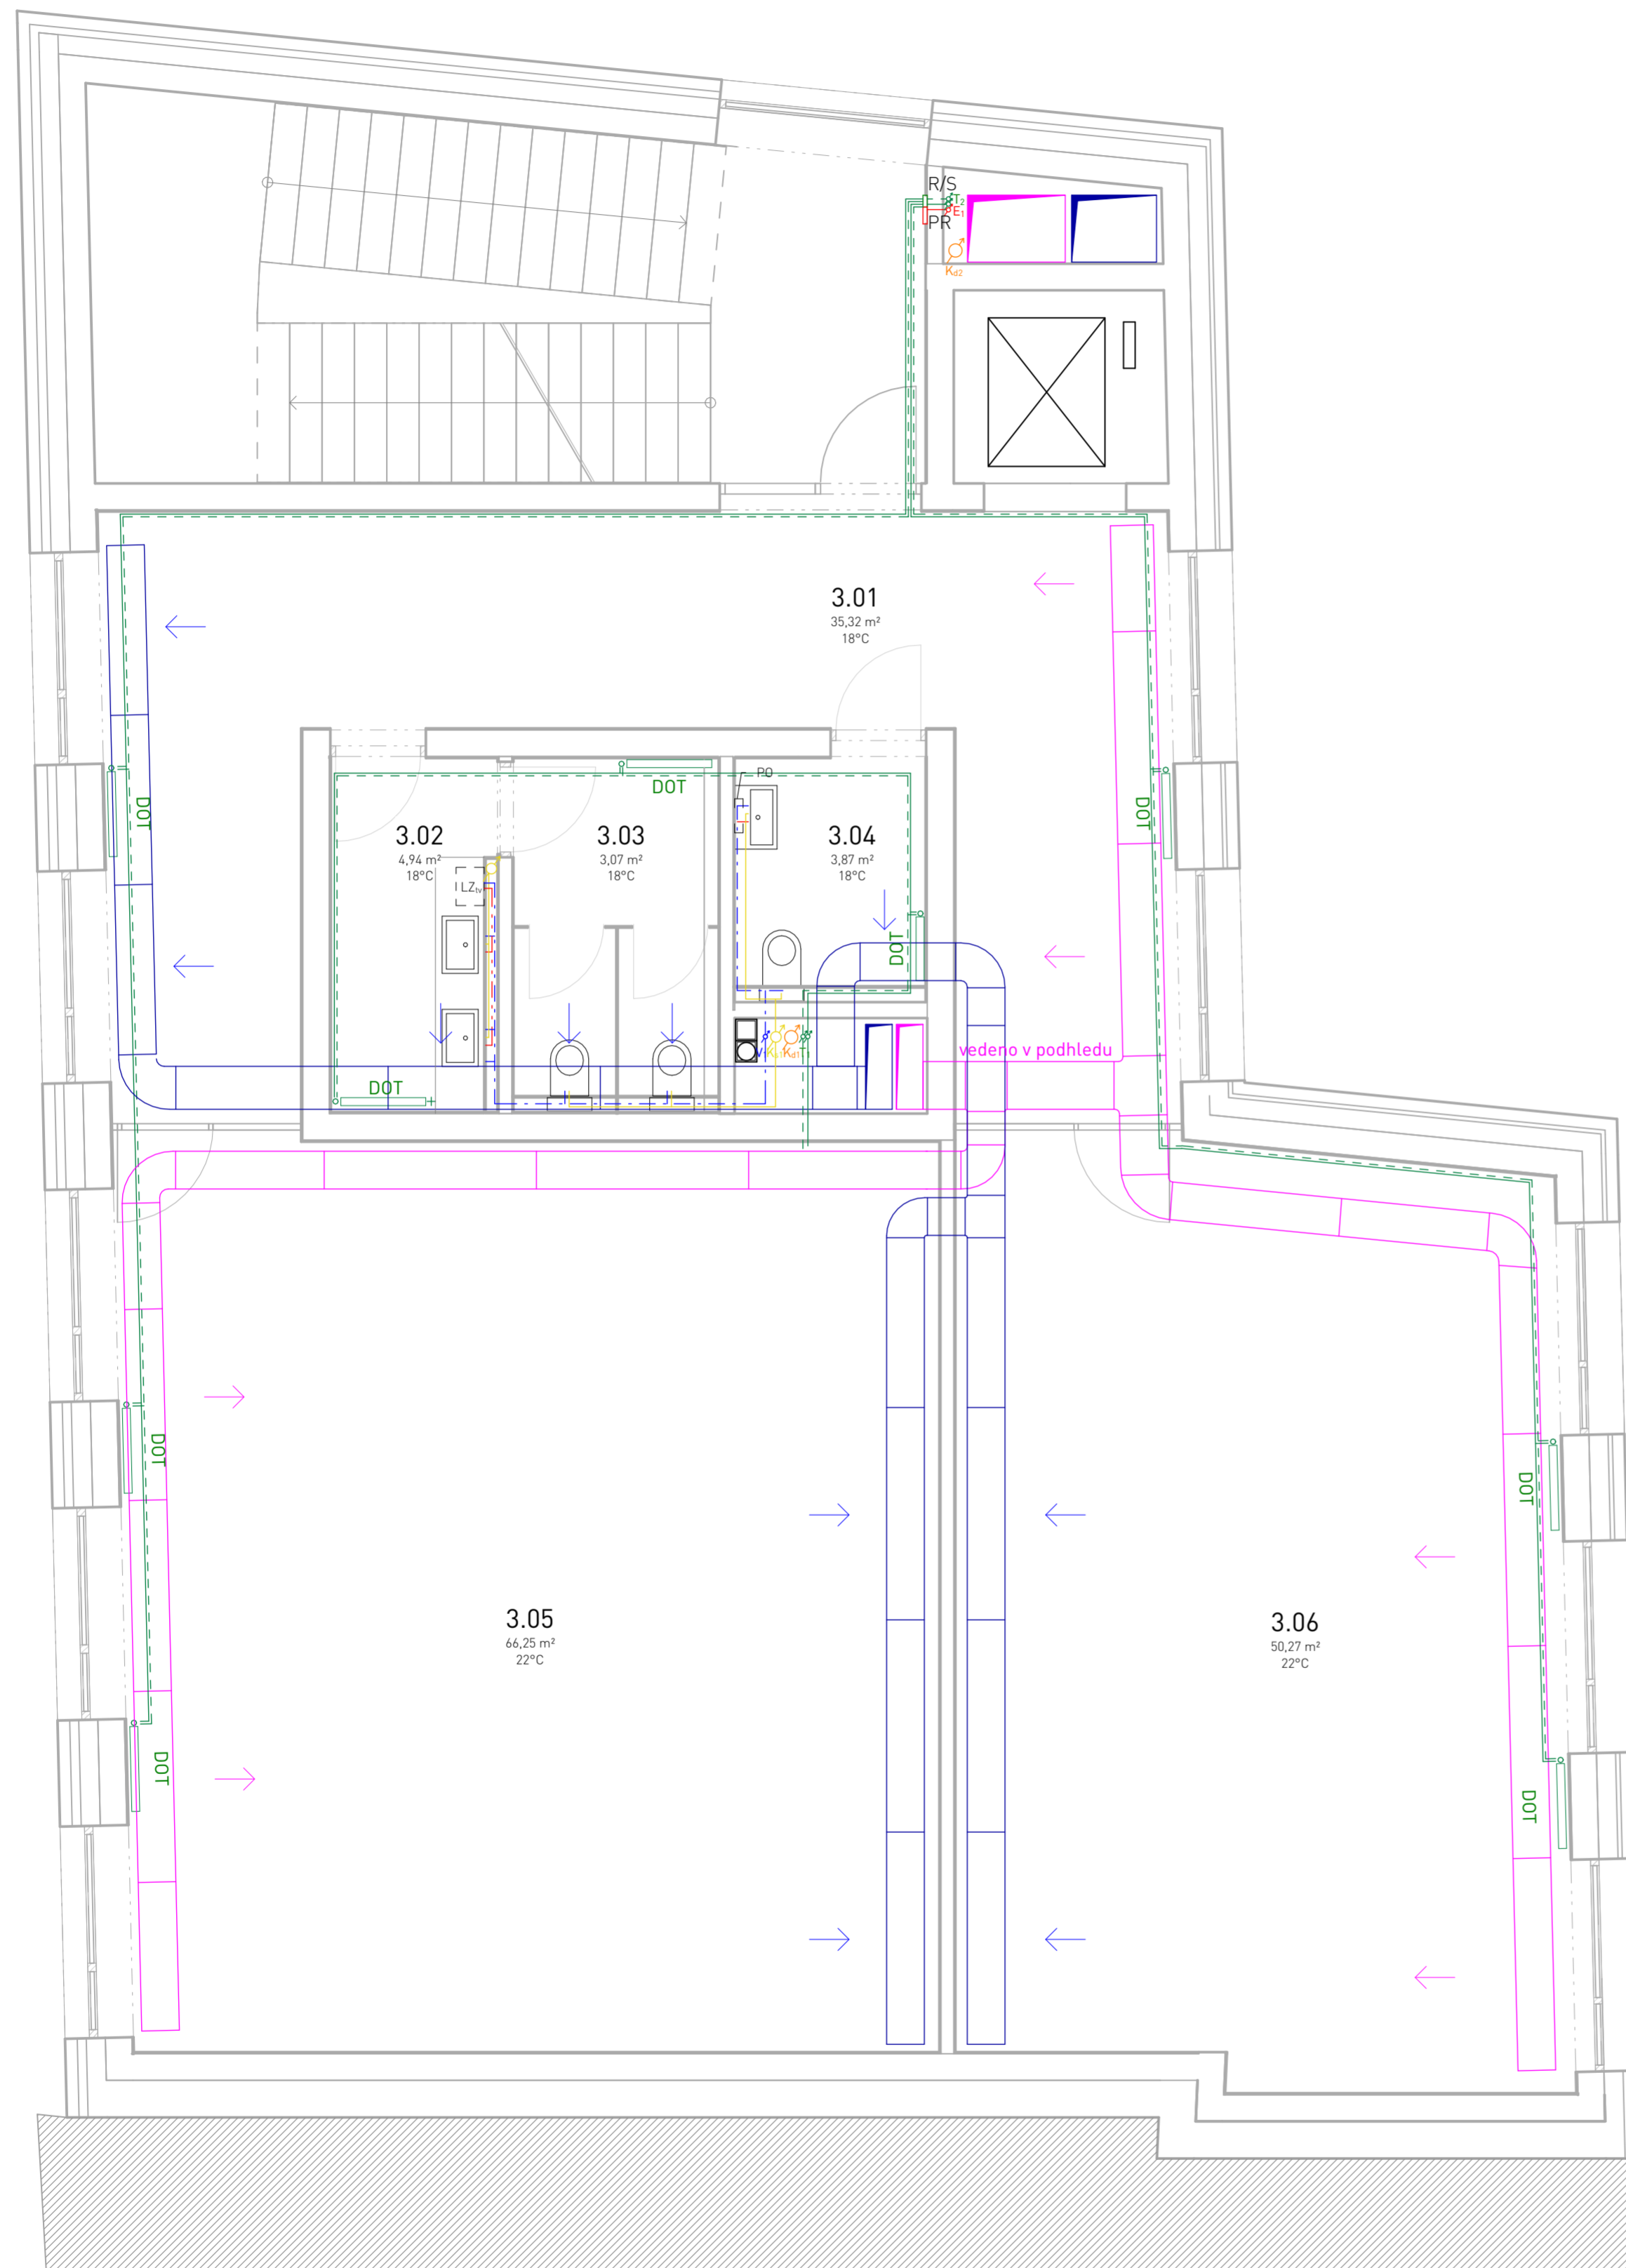 R/S
T₂
E₁
PR
Kd2
3.01
35,32 m²
18°C
DOT
DOT
DOT
PO
3.02
4,94 m²
18°C
3.03
3,07 m²
18°C
3.04
3,87 m²
18°C
LZtv
DOT
Kd1
T₁
vedeno v podhledu
DOT
DOT
DOT
DOT
DOT
DOT
3.05
66,25 m²
22°C
3.06
50,27 m²
22°C